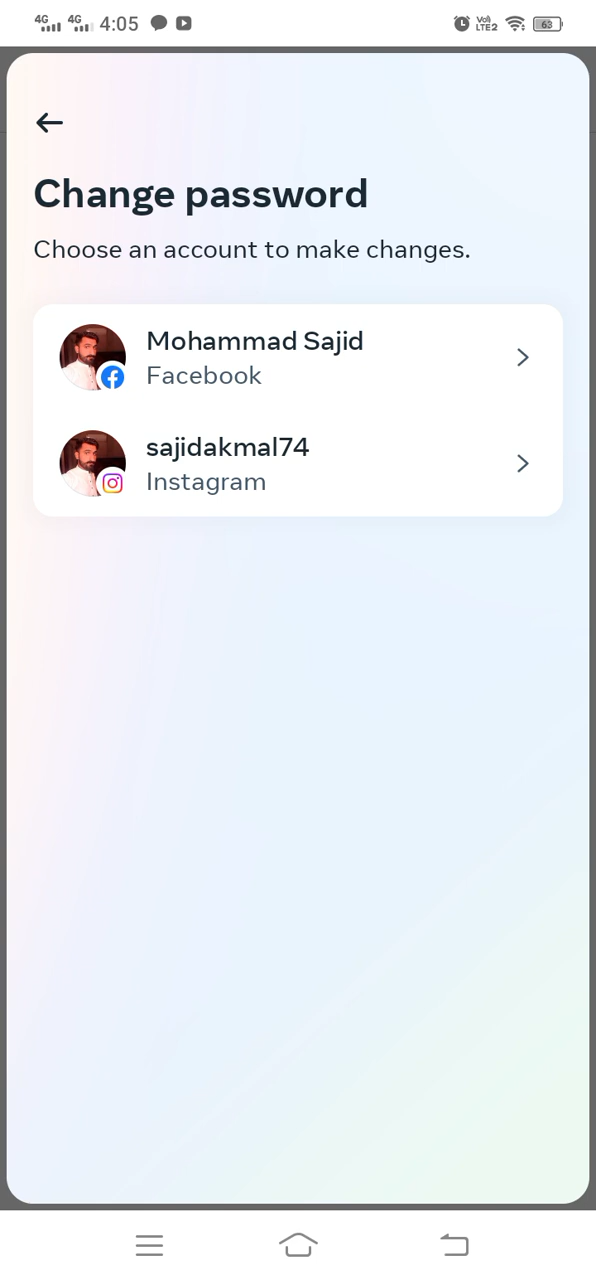 4G 4G 4:05 Vo) LTE2 63
Change password
Choose an account to make changes.
Mohammad Sajid
Facebook
sajidakmal74
Instagram